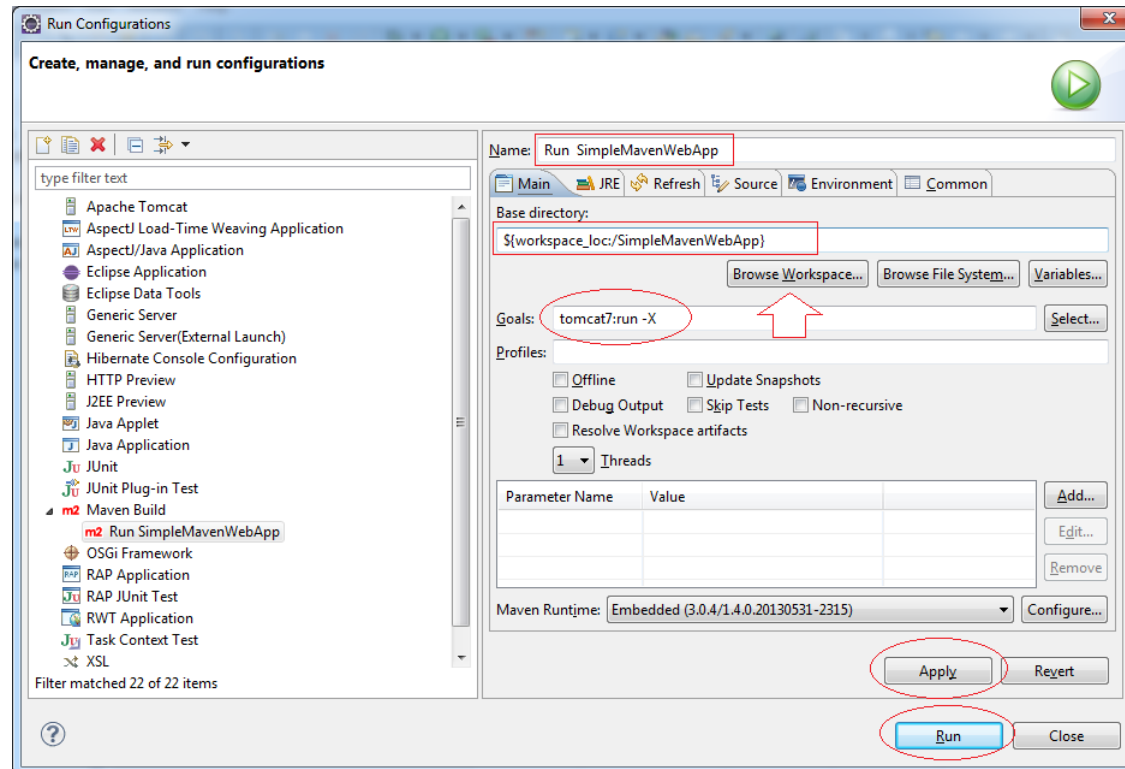 Run Configurations
Create, manage, and run configurations
type filter text
Apache Tomcat
AspectJ Load-Time Weaving Application
AspectJ/Java Application
Eclipse Application
Eclipse Data Tools
Generic Server
Generic Server(External Launch)
Hibernate Console Configuration
HTTP Preview
J2EE Preview
Java Applet
Java Application
JUnit
JUnit Plug-in Test
m2 Maven Build
m2 Run SimpleMavenWebApp
OSGi Framework
RAP Application
RAP JUnit Test
RWT Application
Task Context Test
XSL
Filter matched 22 of 22 items
Name: Run SimpleMavenWebApp
Main JRE Refresh Source Environment Common
Base directory:
${workspace_loc:/SimpleMavenWebApp}
Browse Workspace... Browse File System... Variables...
Goals: tomcat7:run -X Select...
Profiles:
Offline Update Snapshots
Debug Output Skip Tests Non-recursive
Resolve Workspace artifacts
1 Threads
Parameter Name Value Add...
Edit...
Remove
Maven Runtime: Embedded (3.0.4/1.4.0.20130531-2315) Configure...
Apply Revert
Run Close